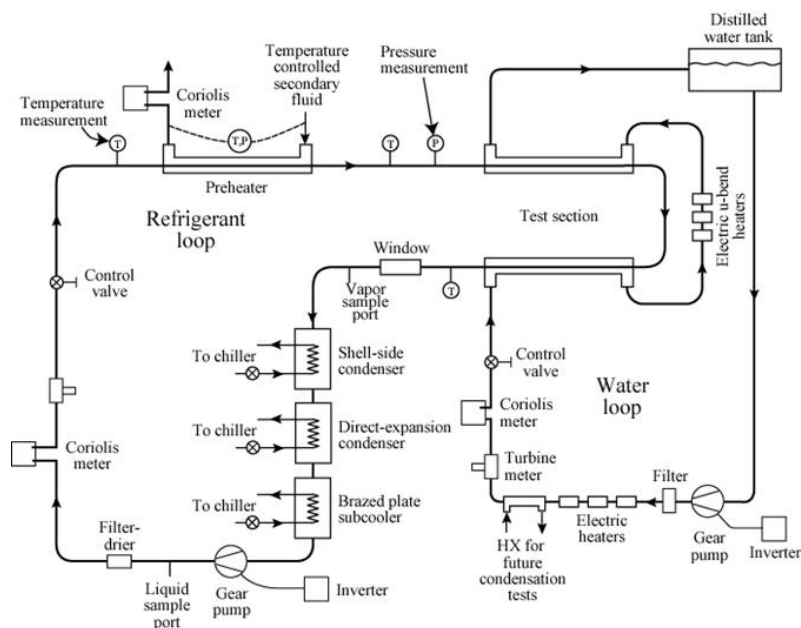 Distilled
water tank
Temperature
controlled
secondary
fluid
Pressure
measurement
Coriolis
meter
Temperature
measurement
T
T,P
T
P
Preheater
Refrigerant
loop
Test section
Electric u-bend
heaters
Window
Control
valve
Vapor
sample
port
T
To chiller
Shell-side
condenser
Control
valve
Water
loop
To chiller
Direct-expansion
condenser
Coriolis
meter
Coriolis
meter
Turbine
meter
Filter
To chiller
Brazed plate
subcooler
Filter-
drier
Electric
heaters
Gear
pump
Inverter
HX for
future
condensation
tests
Liquid
sample
port
Gear
pump
Inverter